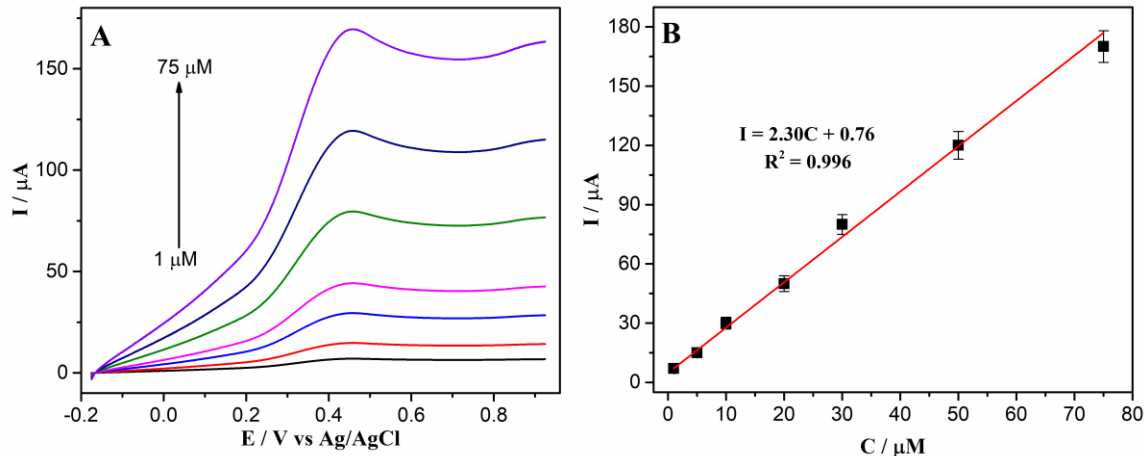 A
75 μM
1 μM
150
100
50
0
I / μA
-0.2
0.0
0.2
0.4
0.6
0.8
E / V vs Ag/AgCl
B
I = 2.30C + 0.76
R² = 0.996
180
150
120
90
60
30
0
I / μA
0
10
20
30
40
50
60
70
80
C / μM